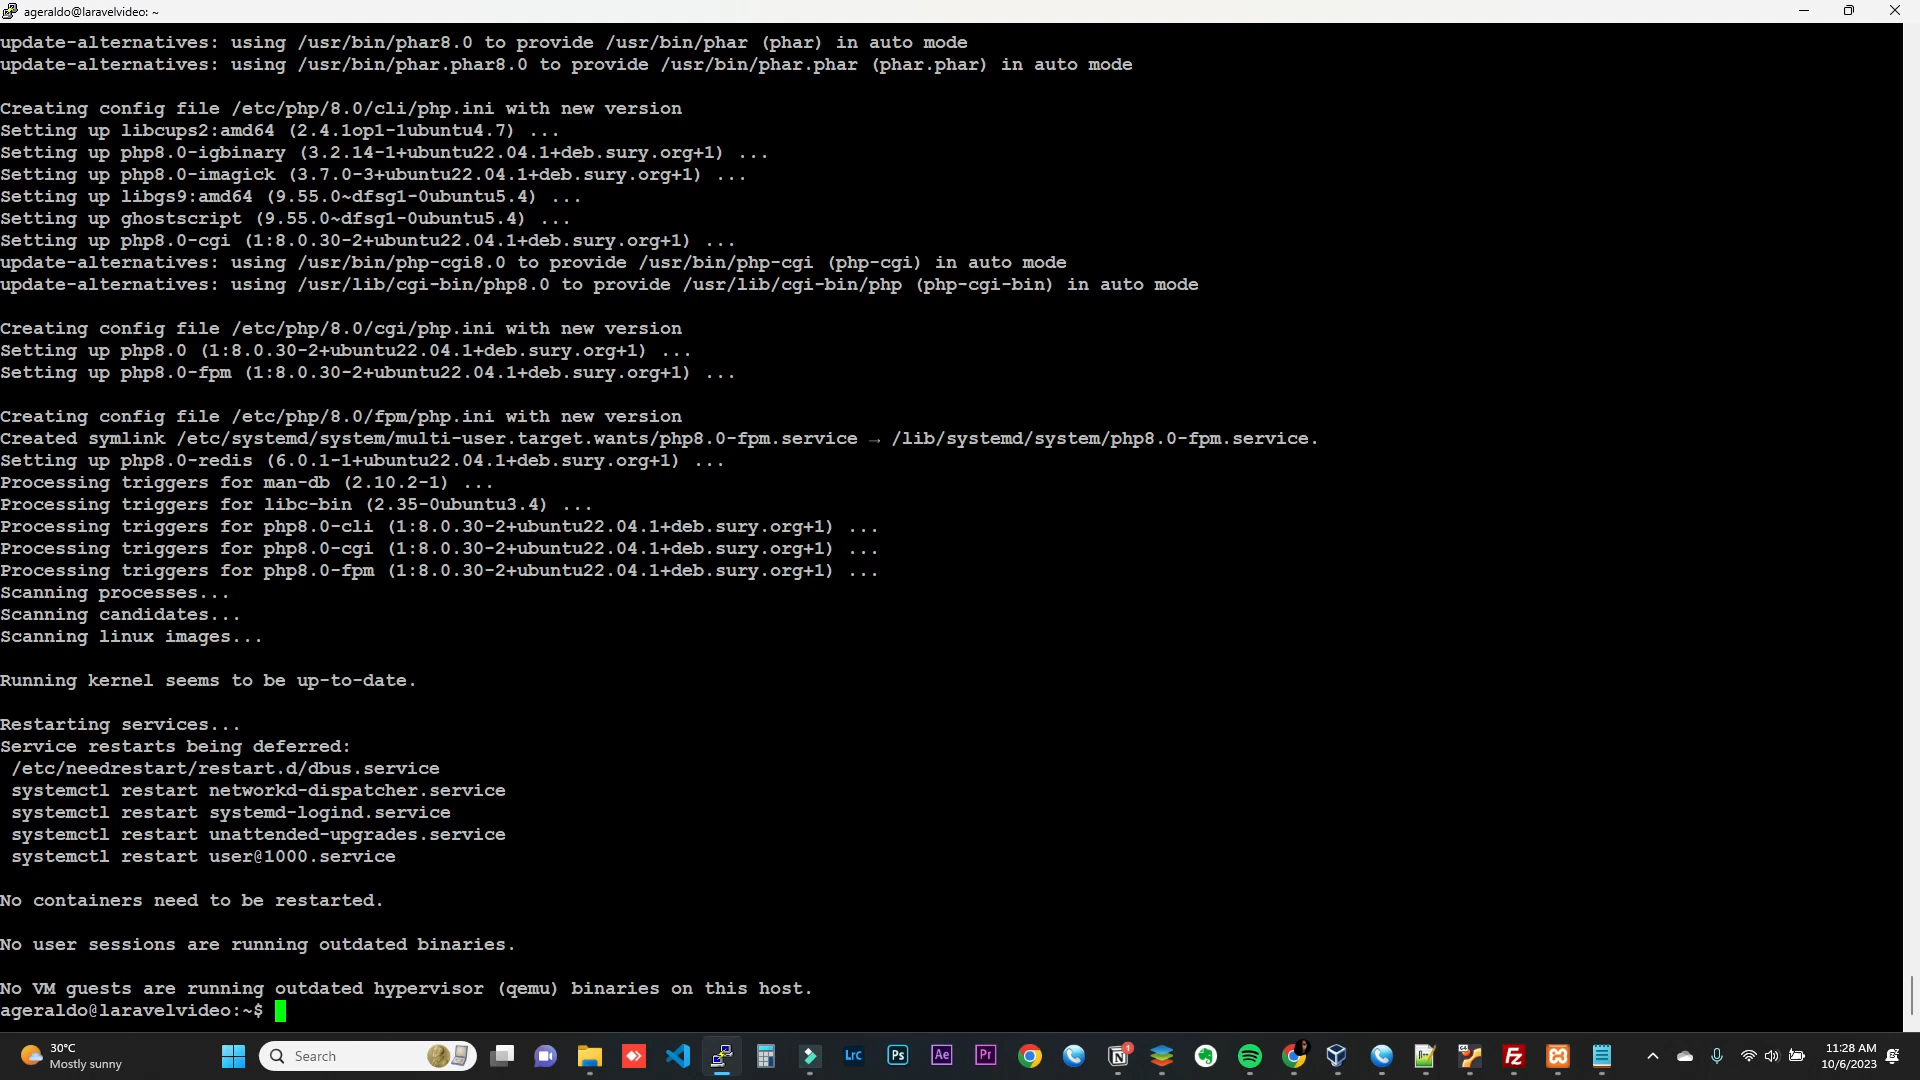 ageraldo@laravelvideo: ~
update-alternatives: using /usr/bin/phar8.0 to provide /usr/bin/phar (phar) in auto mode
update-alternatives: using /usr/bin/phar.phar8.0 to provide /usr/bin/phar.phar (phar.phar) in auto mode
Creating config file /etc/php/8.0/cli/php.ini with new version
Setting up libcups2:amd64 (2.4.1op1-1ubuntu4.7) ...
Setting up php8.0-igbinary (3.2.14-1+ubuntu22.04.1+deb.sury.org+1) ...
Setting up php8.0-imagick (3.7.0-3+ubuntu22.04.1+deb.sury.org+1) ...
Setting up libgs9:amd64 (9.55.0~dfsg1-0ubuntu5.4) ...
Setting up ghostscript (9.55.0~dfsg1-0ubuntu5.4) ...
Setting up php8.0-cgi (1:8.0.30-2+ubuntu22.04.1+deb.sury.org+1) ...
update-alternatives: using /usr/bin/php-cgi8.0 to provide /usr/bin/php-cgi (php-cgi) in auto mode
update-alternatives: using /usr/lib/cgi-bin/php8.0 to provide /usr/lib/cgi-bin/php (php-cgi-bin) in auto mode
Creating config file /etc/php/8.0/cgi/php.ini with new version
Setting up php8.0 (1:8.0.30-2+ubuntu22.04.1+deb.sury.org+1) ...
Setting up php8.0-fpm (1:8.0.30-2+ubuntu22.04.1+deb.sury.org+1) ...
Creating config file /etc/php/8.0/fpm/php.ini with new version
Created symlink /etc/systemd/system/multi-user.target.wants/php8.0-fpm.service → /lib/systemd/system/php8.0-fpm.service.
Setting up php8.0-redis (6.0.1-1+ubuntu22.04.1+deb.sury.org+1) ...
Processing triggers for man-db (2.10.2-1) ...
Processing triggers for libc-bin (2.35-0ubuntu3.4) ...
Processing triggers for php8.0-cli (1:8.0.30-2+ubuntu22.04.1+deb.sury.org+1) ...
Processing triggers for php8.0-cgi (1:8.0.30-2+ubuntu22.04.1+deb.sury.org+1) ...
Processing triggers for php8.0-fpm (1:8.0.30-2+ubuntu22.04.1+deb.sury.org+1) ...
Scanning processes...
Scanning candidates...
Scanning linux images...
Running kernel seems to be up-to-date.
Restarting services...
Service restarts being deferred:
/etc/needrestart/restart.d/dbus.service
systemctl restart networkd-dispatcher.service
systemctl restart systemd-logind.service
systemctl restart unattended-upgrades.service
systemctl restart user@1000.service
No containers need to be restarted.
No user sessions are running outdated binaries.
No VM guests are running outdated hypervisor (qemu) binaries on this host.
ageraldo@laravelvideo:~$
30°C
Mostly sunny
Search
Lrc
Ps
Ae
Pr
1
Fz
11:28 AM
10/6/2023